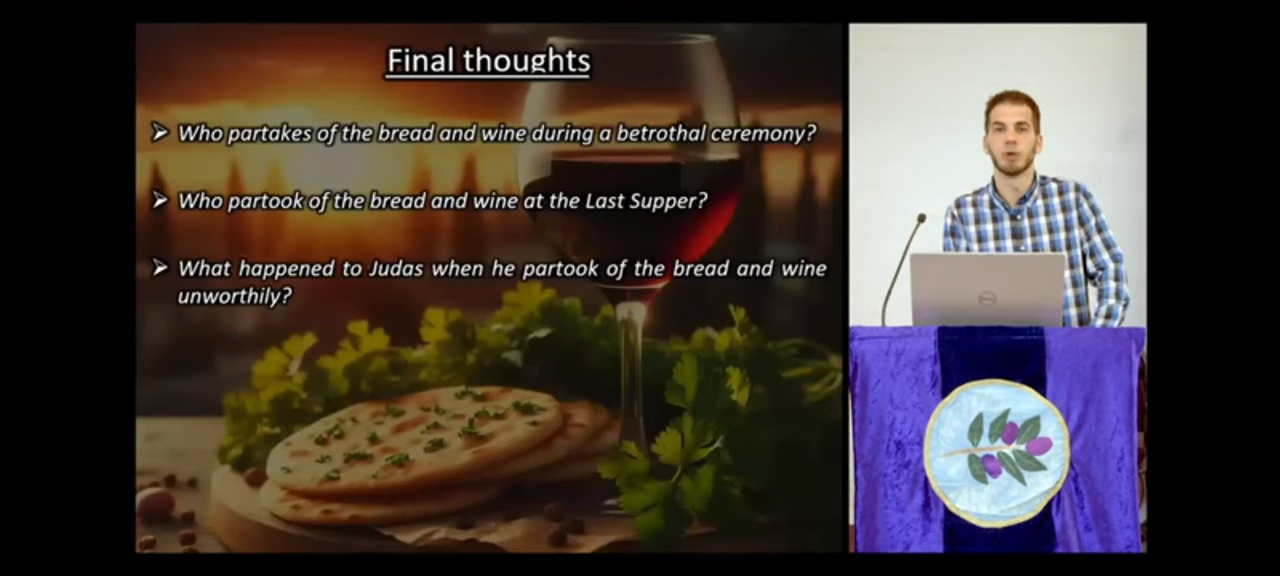 Final thoughts
➢ Who partakes of the bread and wine during a betrothal ceremony?
➢ Who partook of the bread and wine at the Last Supper?
➢ What happened to Judas when he partook of the bread and wine
unworthily?